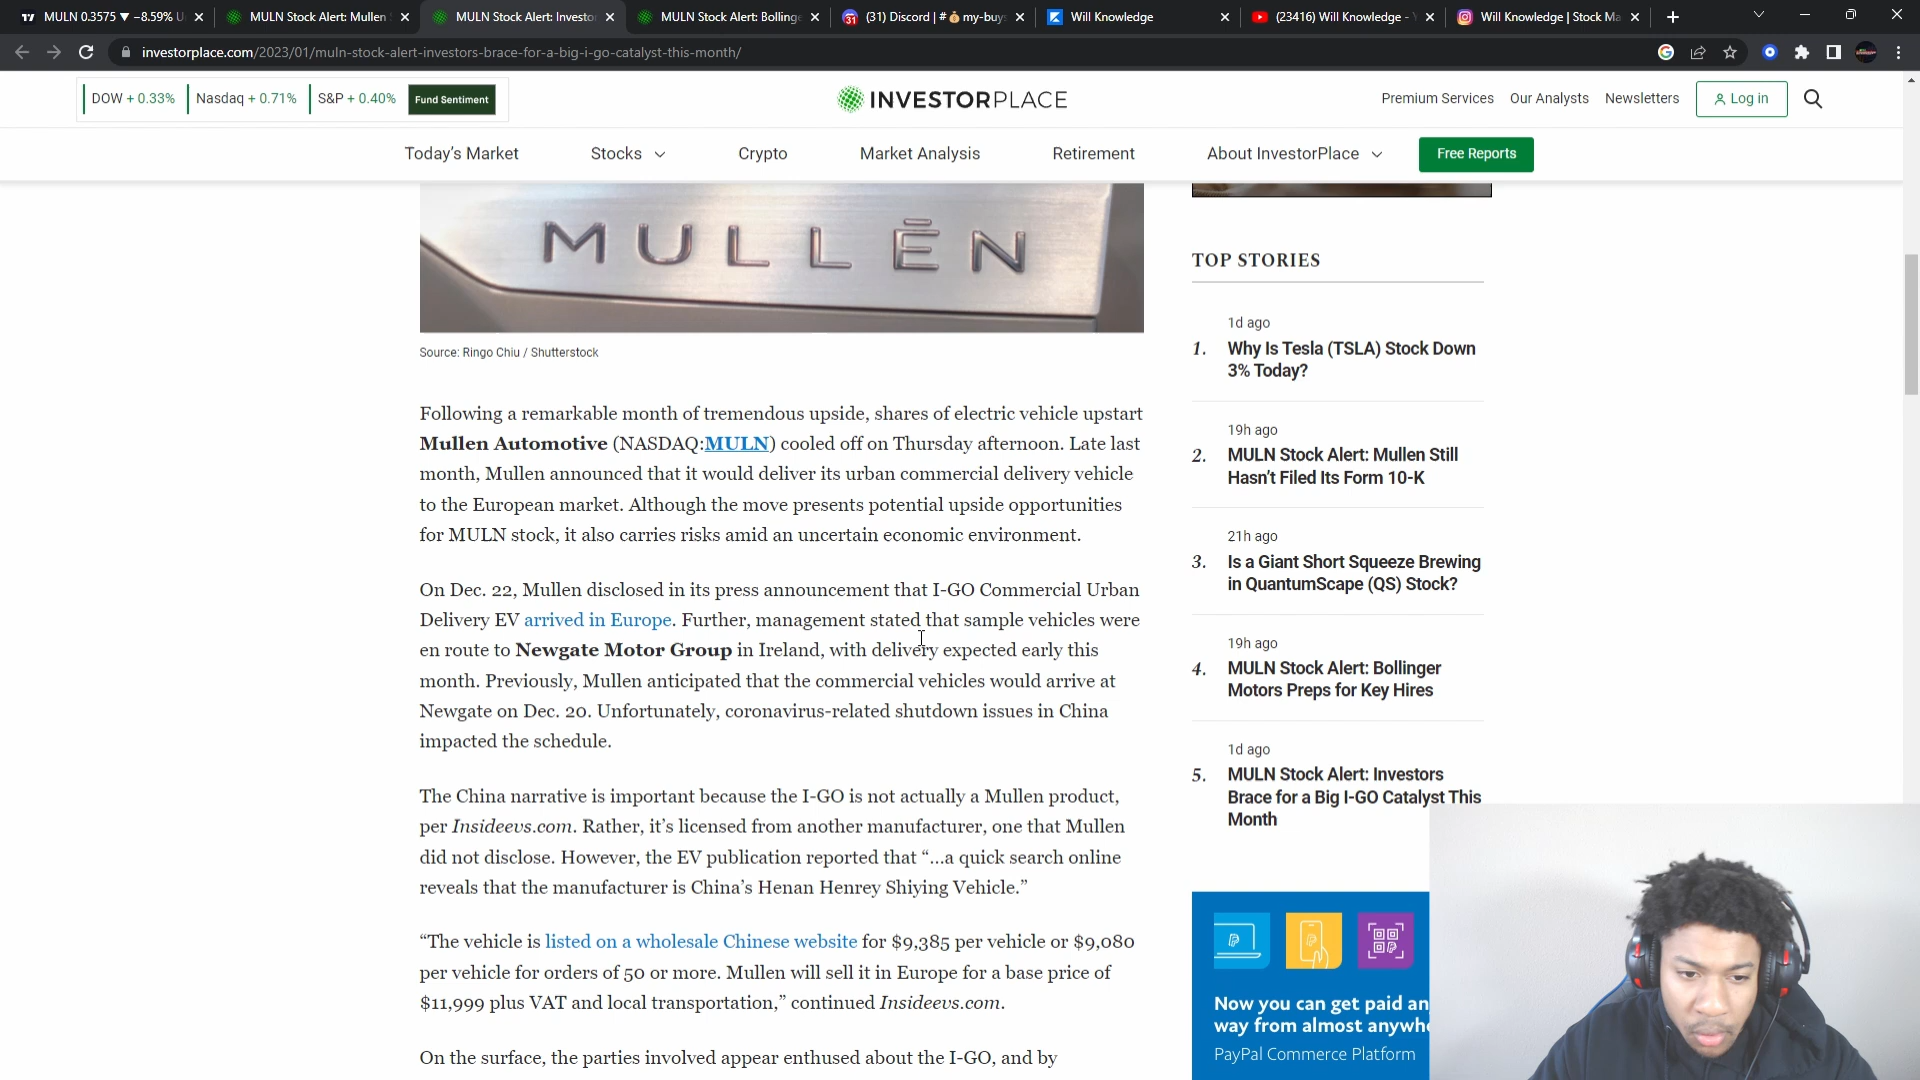 MULN 0.3575 ▼ −8.59% U
MULN Stock Alert: Mullen
MULN Stock Alert: Investo
MULN Stock Alert: Bollinge
(31) Discord | #💰my-buy
Will Knowledge
(23416) Will Knowledge -
Will Knowledge | Stock Ma
investorplace.com/2023/01/muln-stock-alert-investors-brace-for-a-big-i-go-catalyst-this-month/
DOW + 0.33%
Nasdaq + 0.71%
S&P + 0.40%
Fund Sentiment
INVESTORPLACE
Premium Services
Our Analysts
Newsletters
Log in
Today's Market
Stocks
Crypto
Market Analysis
Retirement
About InvestorPlace
Free Reports
MULLĒN
Source: Ringo Chiu / Shutterstock
Following a remarkable month of tremendous upside, shares of electric vehicle upstart
Mullen Automotive (NASDAQ:MULN) cooled off on Thursday afternoon. Late last
month, Mullen announced that it would deliver its urban commercial delivery vehicle
to the European market. Although the move presents potential upside opportunities
for MULN stock, it also carries risks amid an uncertain economic environment.
On Dec. 22, Mullen disclosed in its press announcement that I-GO Commercial Urban
Delivery EV arrived in Europe. Further, management stated that sample vehicles were
en route to Newgate Motor Group in Ireland, with delivery expected early this
month. Previously, Mullen anticipated that the commercial vehicles would arrive at
Newgate on Dec. 20. Unfortunately, coronavirus-related shutdown issues in China
impacted the schedule.
The China narrative is important because the I-GO is not actually a Mullen product,
per Insideevs.com. Rather, it's licensed from another manufacturer, one that Mullen
did not disclose. However, the EV publication reported that “…a quick search online
reveals that the manufacturer is China's Henan Henrey Shiying Vehicle.”
“The vehicle is listed on a wholesale Chinese website for $9,385 per vehicle or $9,080
per vehicle for orders of 50 or more. Mullen will sell it in Europe for a base price of
$11,999 plus VAT and local transportation,” continued Insideevs.com.
On the surface, the parties involved appear enthused about the I-GO, and by
TOP STORIES
1d ago
1. Why Is Tesla (TSLA) Stock Down
3% Today?
19h ago
2. MULN Stock Alert: Mullen Still
Hasn't Filed Its Form 10-K
21h ago
3. Is a Giant Short Squeeze Brewing
in QuantumScape (QS) Stock?
19h ago
4. MULN Stock Alert: Bollinger
Motors Preps for Key Hires
1d ago
5. MULN Stock Alert: Investors
Brace for a Big I-GO Catalyst This
Month
Now you can get paid an
way from almost anywh
PayPal Commerce Platform